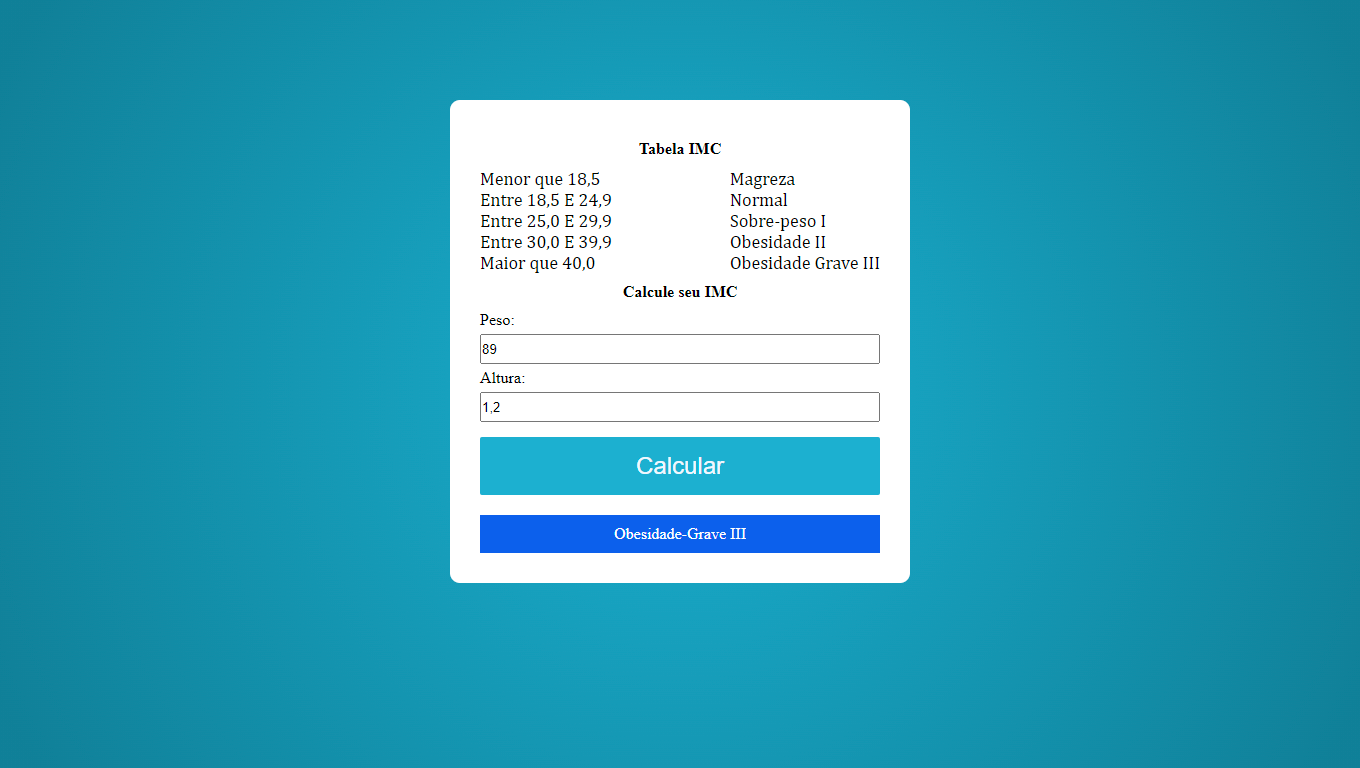 Tabela IMC
Menor que 18,5 Magreza
Entre 18,5 E 24,9 Normal
Entre 25,0 E 29,9 Sobre-peso I
Entre 30,0 E 39,9 Obesidade II
Maior que 40,0 Obesidade Grave III
Calcule seu IMC
Peso:
89
Altura:
1,2
Calcular
Obesidade-Grave III